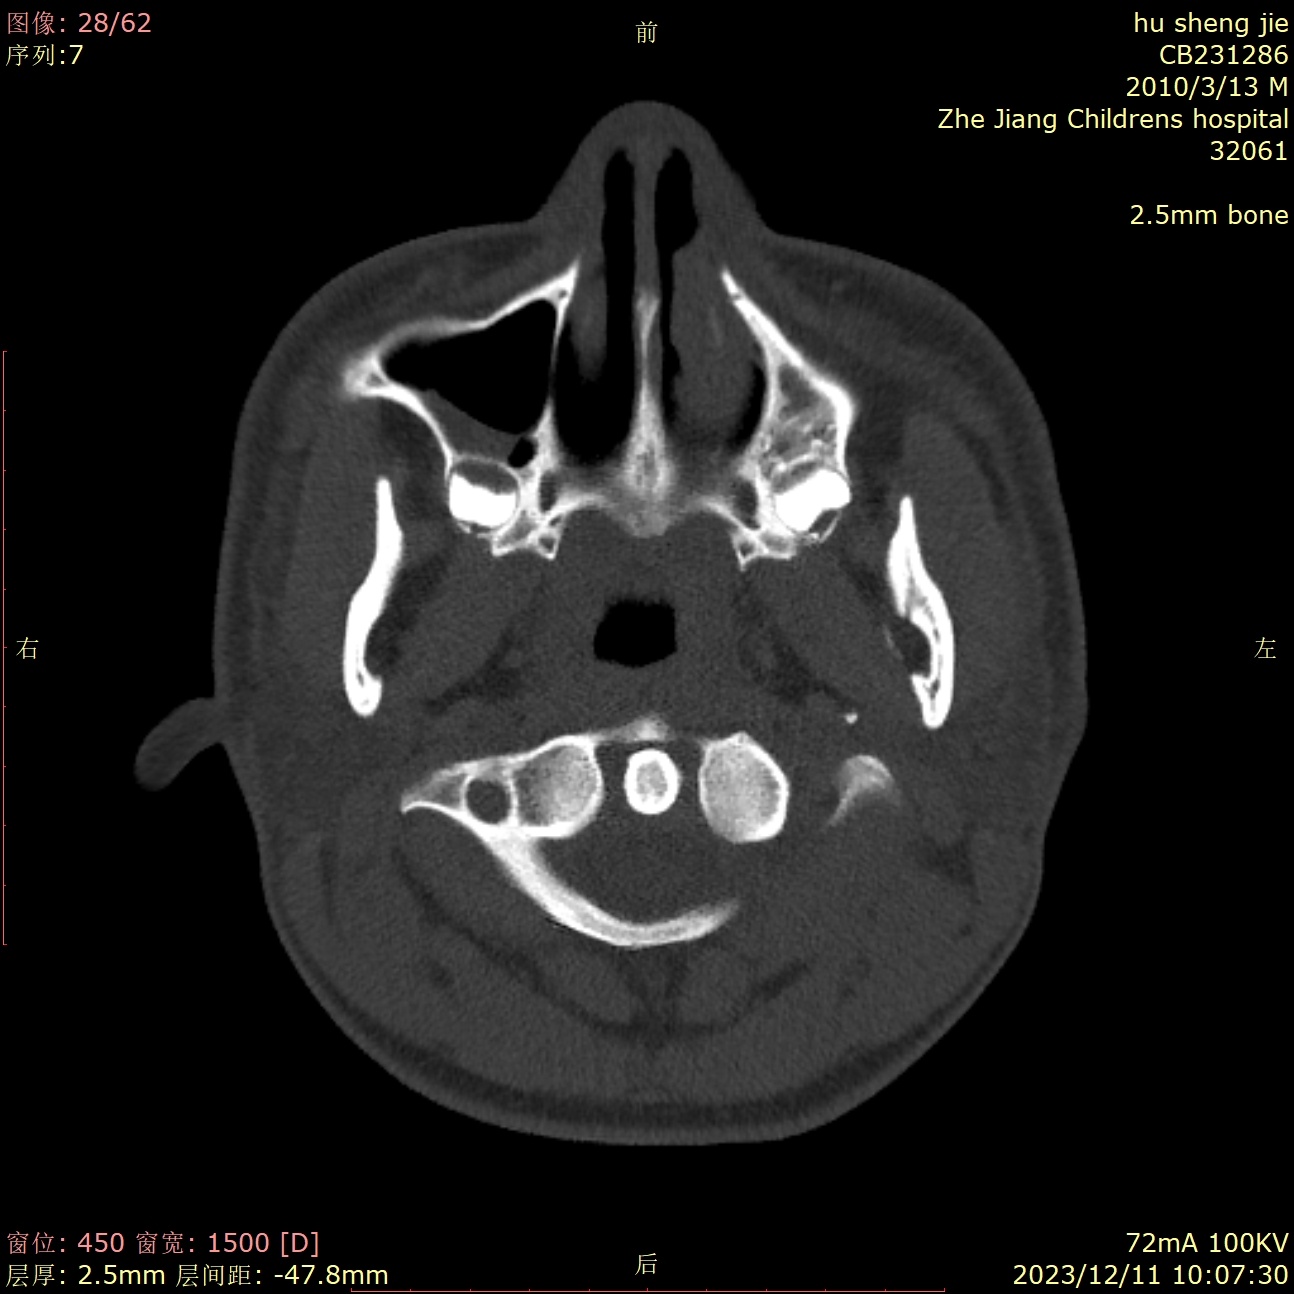 图像: 28/62
序列:7
前
hu sheng jie
CB231286
2010/3/13 M
Zhe Jiang Childrens hospital
32061
2.5mm bone
右
左
窗位: 450 窗宽: 1500 [D]
层厚: 2.5mm 层间距: -47.8mm
后
72mA 100KV
2023/12/11 10:07:30